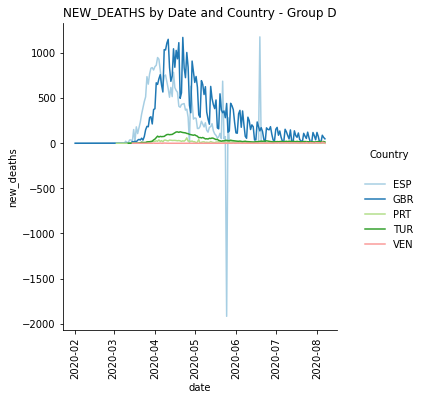 NEW_DEATHS by Date and Country - Group D
1000
500
0
−500
−1000
−1500
−2000
new_deaths
2020-02
2020-03
2020-04
2020-05
2020-06
2020-07
2020-08
date
Country
ESP
GBR
PRT
TUR
VEN